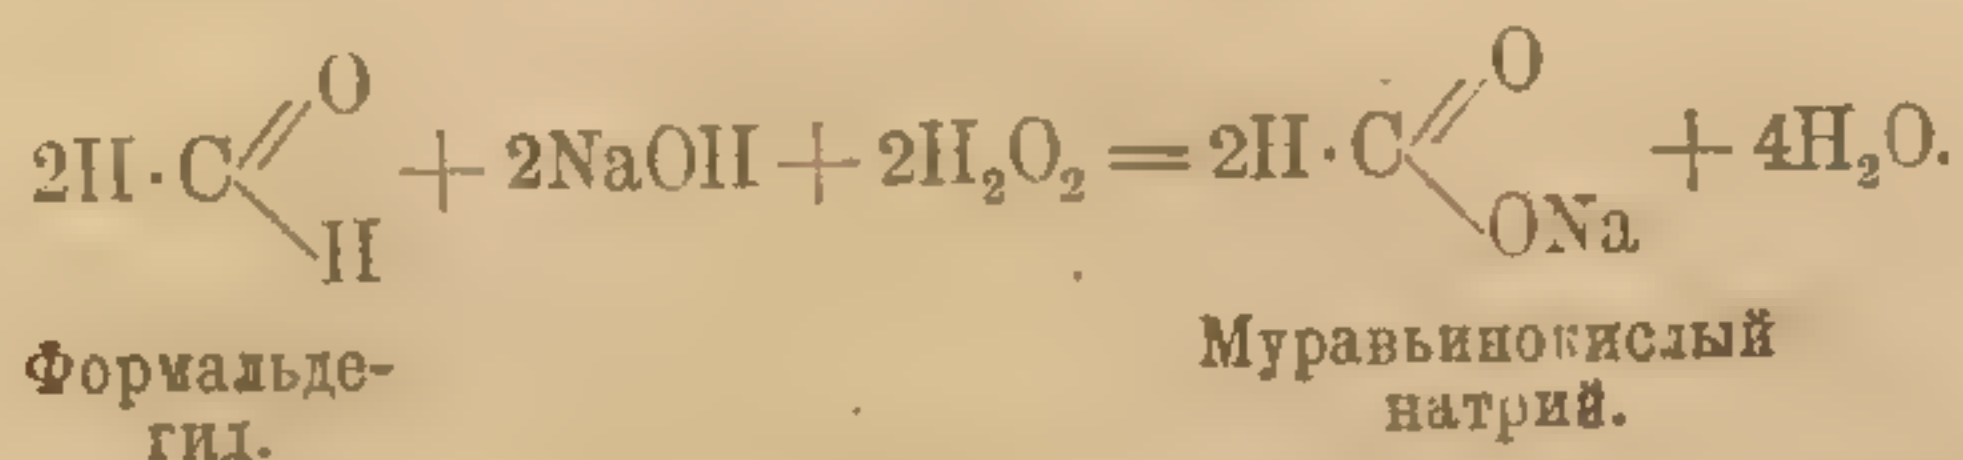 O O
2H·C + 2NaOH + 2H₂O₂ = 2H·C + 4H₂O.
H ONa
Формальде-
гид.
Муравьинокислый
натрий.